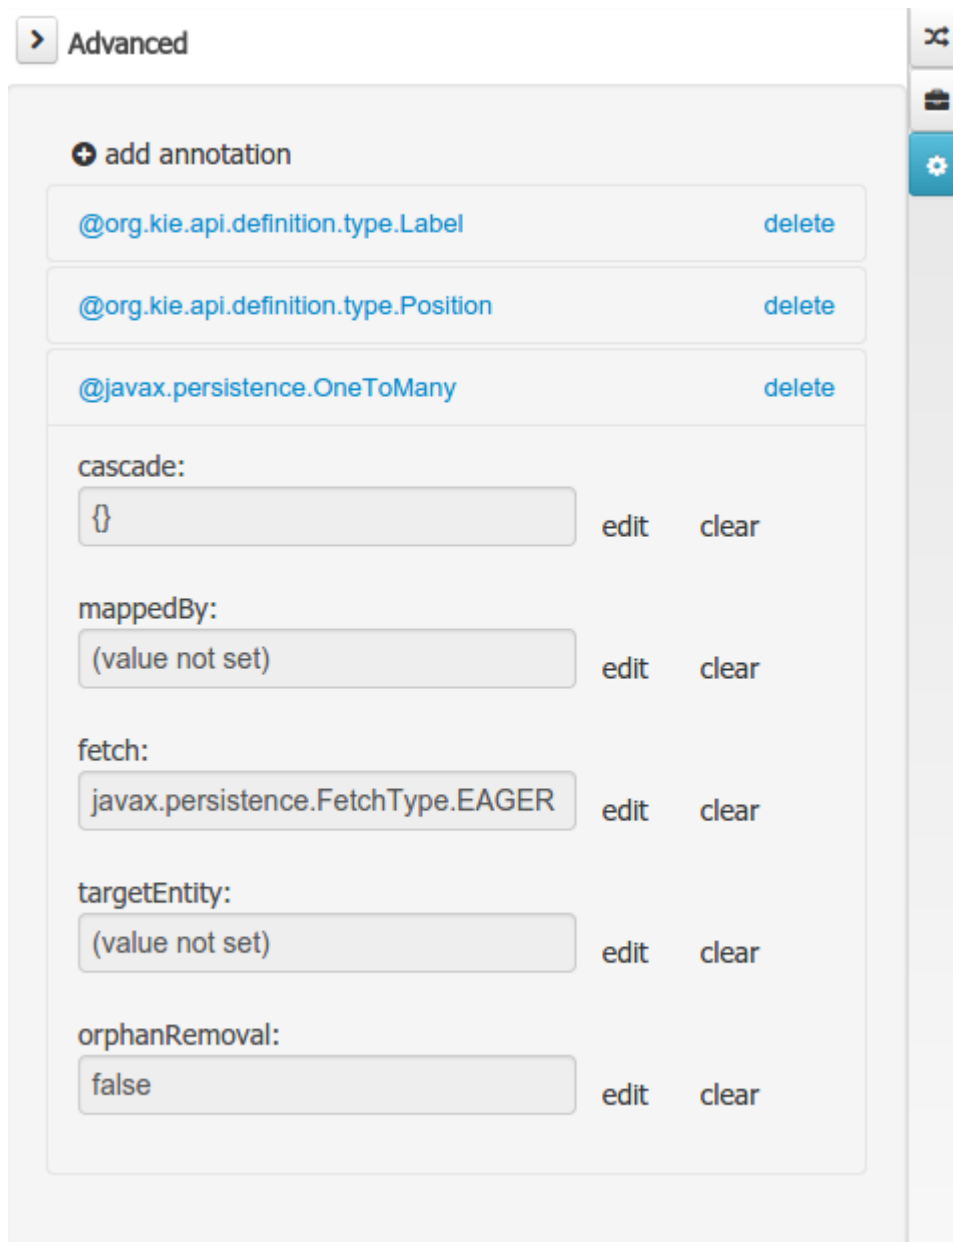 Advanced
add annotation
@org.kie.api.definition.type.Label delete
@org.kie.api.definition.type.Position delete
@javax.persistence.OneToMany delete
cascade:
{} edit clear
mappedBy:
(value not set) edit clear
fetch:
javax.persistence.FetchType.EAGER edit clear
targetEntity:
(value not set) edit clear
orphanRemoval:
false edit clear